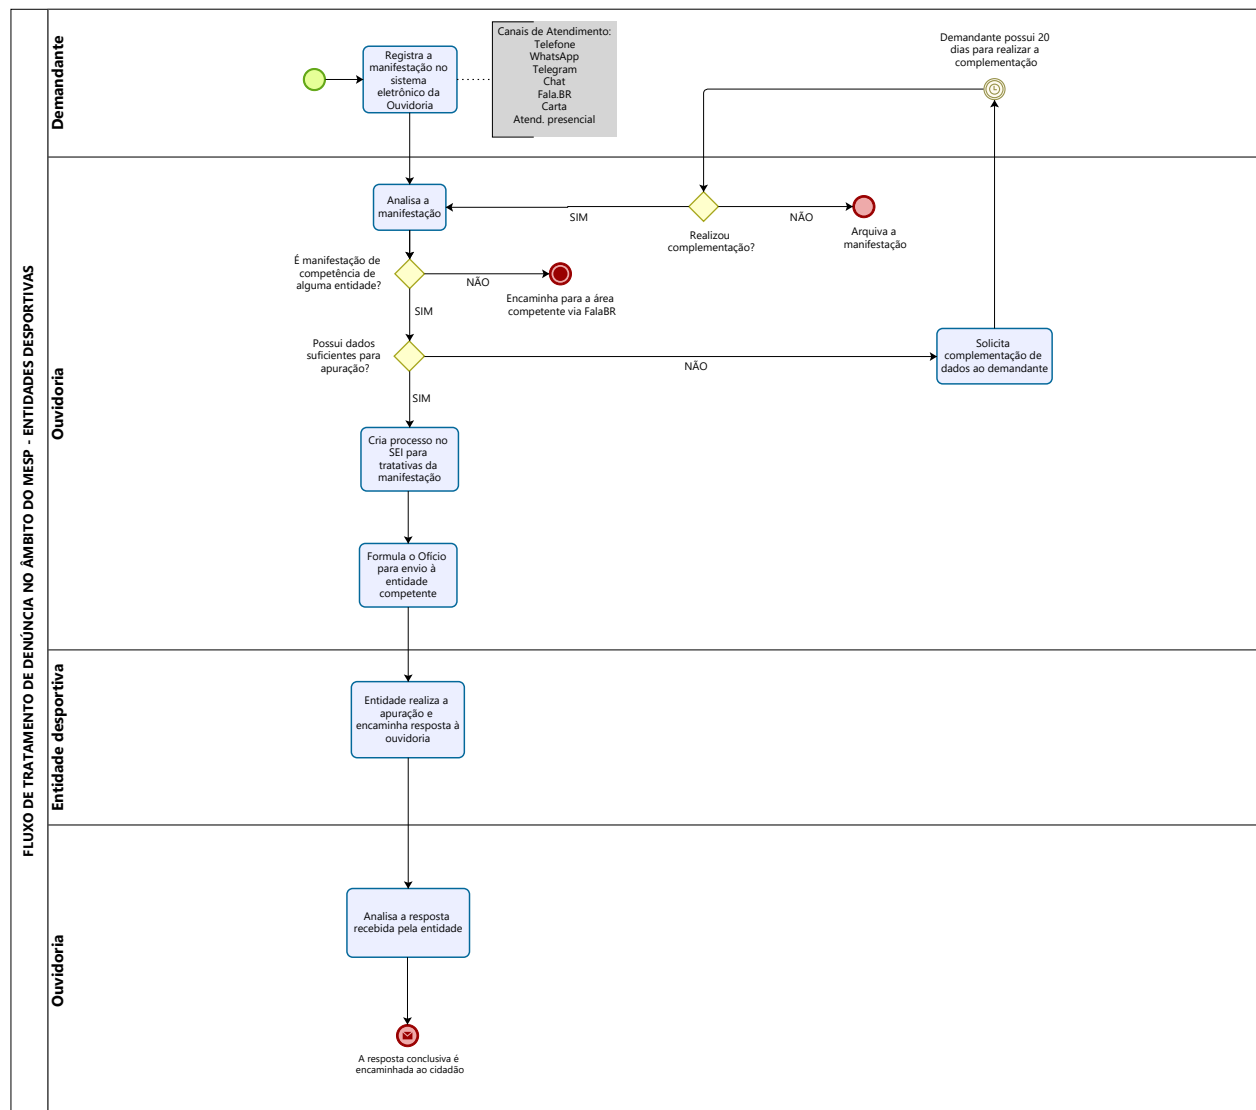 FLUXO DE TRATAMENTO DE DENÚNCIA NO ÂMBITO DO MESP - ENTIDADES DESPORTIVAS
Demandante
Registra a
manifestação no
sistema
eletrônico da
Ouvidoria
Canais de Atendimento:
Telefone
WhatsApp
Telegram
Chat
Fala.BR
Carta
Atend. presencial
Demandante possui 20
dias para realizar a
complementação
Ouvidoria
Analisa a
manifestação
SIM
Realizou
complementação?
NÃO
Arquiva a
manifestação
É manifestação de
competência de
alguma entidade?
NÃO
Encaminha para a área
competente via FalaBR
SIM
Possui dados
suficientes para
apuração?
NÃO
Solicita
complementação de
dados ao demandante
SIM
Cria processo no
SEI para
tratativas da
manifestação
Formula o Ofício
para envio à
entidade
competente
Entidade desportiva
Entidade realiza a
apuração e
encaminha resposta à
ouvidoria
Ouvidoria
Analisa a resposta
recebida pela entidade
A resposta conclusiva é
encaminhada ao cidadão